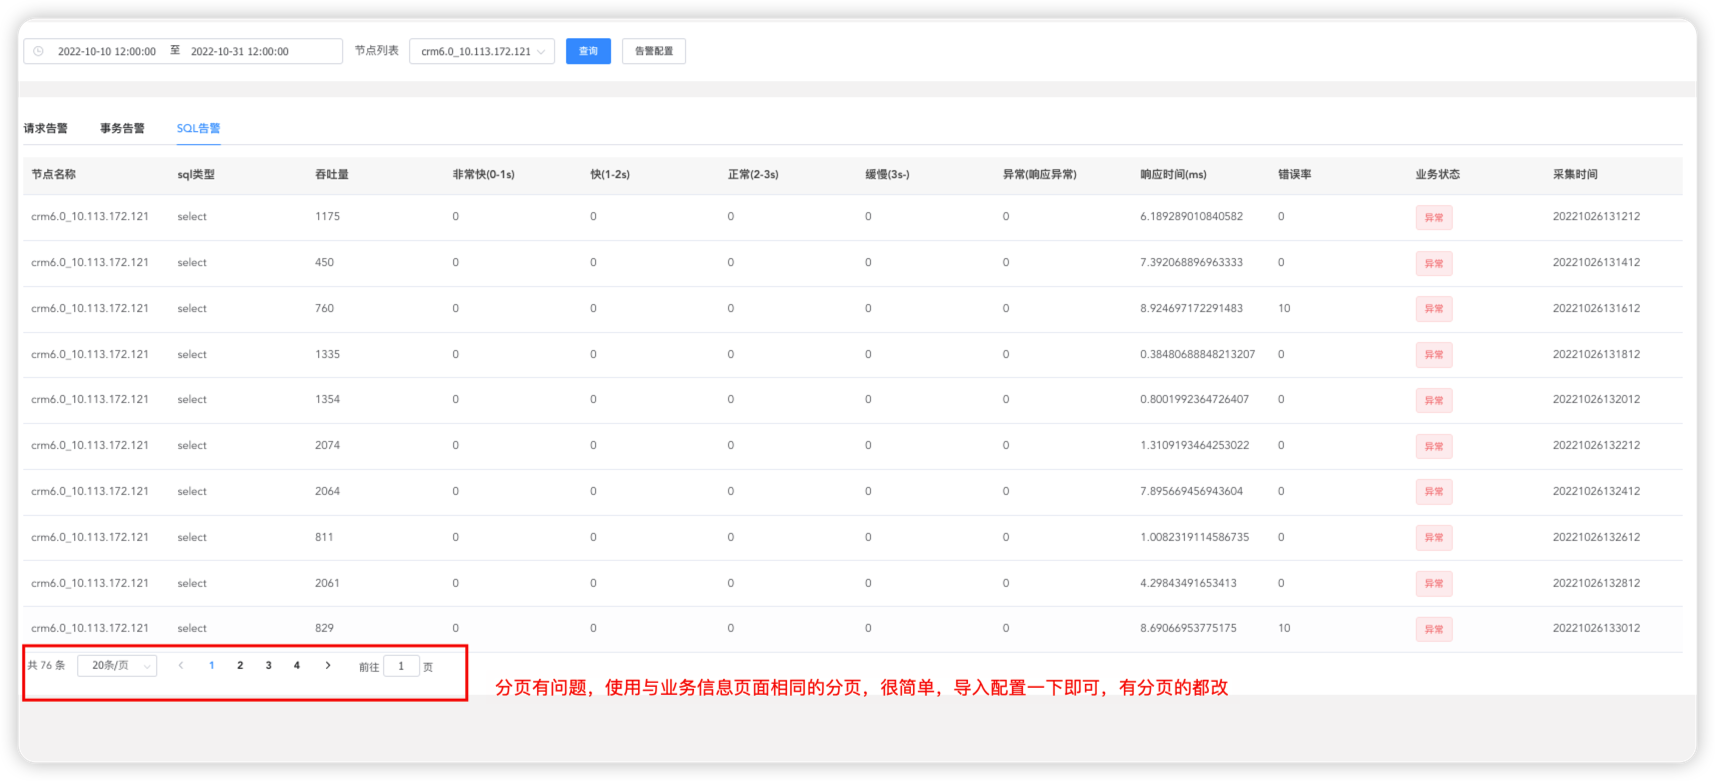 2022-10-10 12:00:00 至 2022-10-31 12:00:00 节点列表 crm6.0_10.113.172.121 查询 告警配置
请求告警 事务告警 SQL告警
节点名称 sql类型 吞吐量 非常快(0-1s) 快(1-2s) 正常(2-3s) 缓慢(3s-) 异常(响应异常) 响应时间(ms) 错误率 业务状态 采集时间
crm6.0_10.113.172.121 select 1175 0 0 0 0 0 6.189289010840582 0 异常 20221026131212
crm6.0_10.113.172.121 select 450 0 0 0 0 0 7.392068896963333 0 异常 20221026131412
crm6.0_10.113.172.121 select 760 0 0 0 0 0 8.924697172291483 10 异常 20221026131612
crm6.0_10.113.172.121 select 1335 0 0 0 0 0 0.38480688848213207 0 异常 20221026131812
crm6.0_10.113.172.121 select 1354 0 0 0 0 0 0.8001992364726407 0 异常 20221026132012
crm6.0_10.113.172.121 select 2074 0 0 0 0 0 1.3109193464253022 0 异常 20221026132212
crm6.0_10.113.172.121 select 2064 0 0 0 0 0 7.895669456943604 0 异常 20221026132412
crm6.0_10.113.172.121 select 811 0 0 0 0 0 1.0082319114586735 0 异常 20221026132612
crm6.0_10.113.172.121 select 2061 0 0 0 0 0 4.29843491653413 0 异常 20221026132812
crm6.0_10.113.172.121 select 829 0 0 0 0 0 8.69066953775175 10 异常 20221026133012
共 76 条 20条/页 1 2 3 4 前往 1 页
分页有问题，使用与业务信息页面相同的分页，很简单，导入配置一下即可，有分页的都改